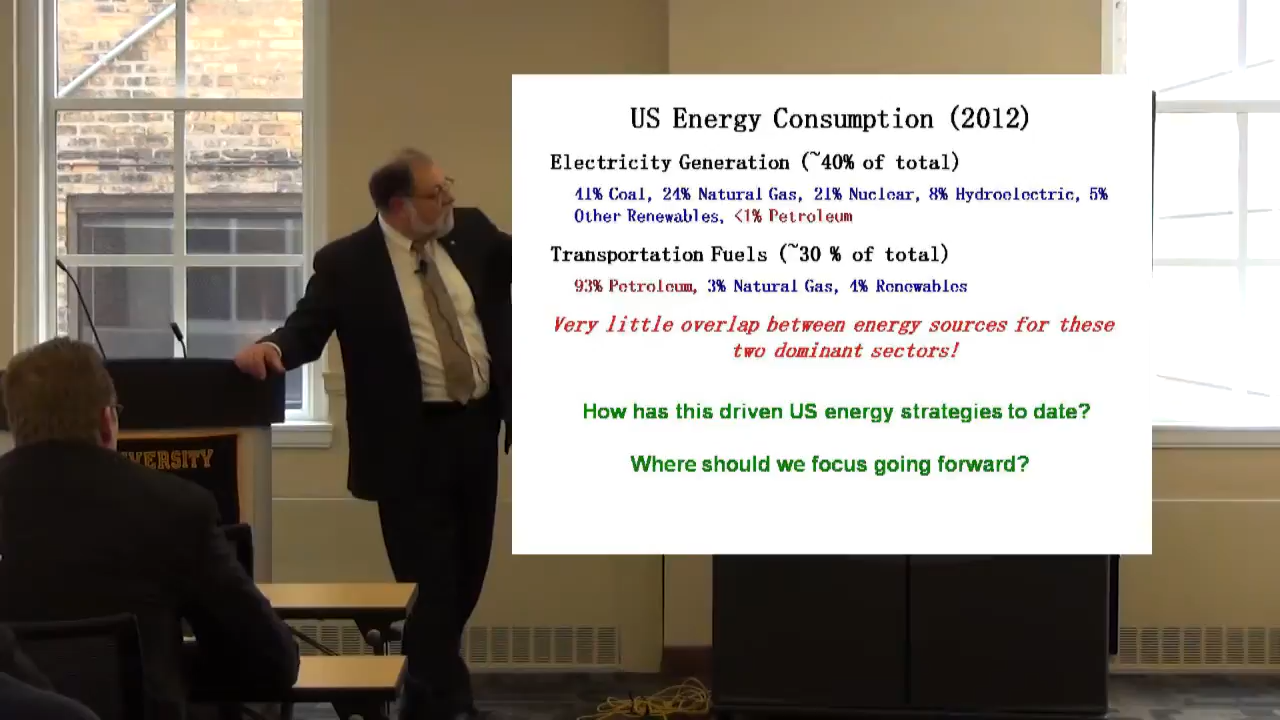 US Energy Consumption (2012)
Electricity Generation (~40% of total)
41% Coal, 24% Natural Gas, 21% Nuclear, 8% Hydroelectric, 5%
Other Renewables, <1% Petroleum
Transportation Fuels (~30 % of total)
93% Petroleum, 3% Natural Gas, 4% Renewables
Very little overlap between energy sources for these
two dominant sectors!
How has this driven US energy strategies to date?
Where should we focus going forward?
VERSITY